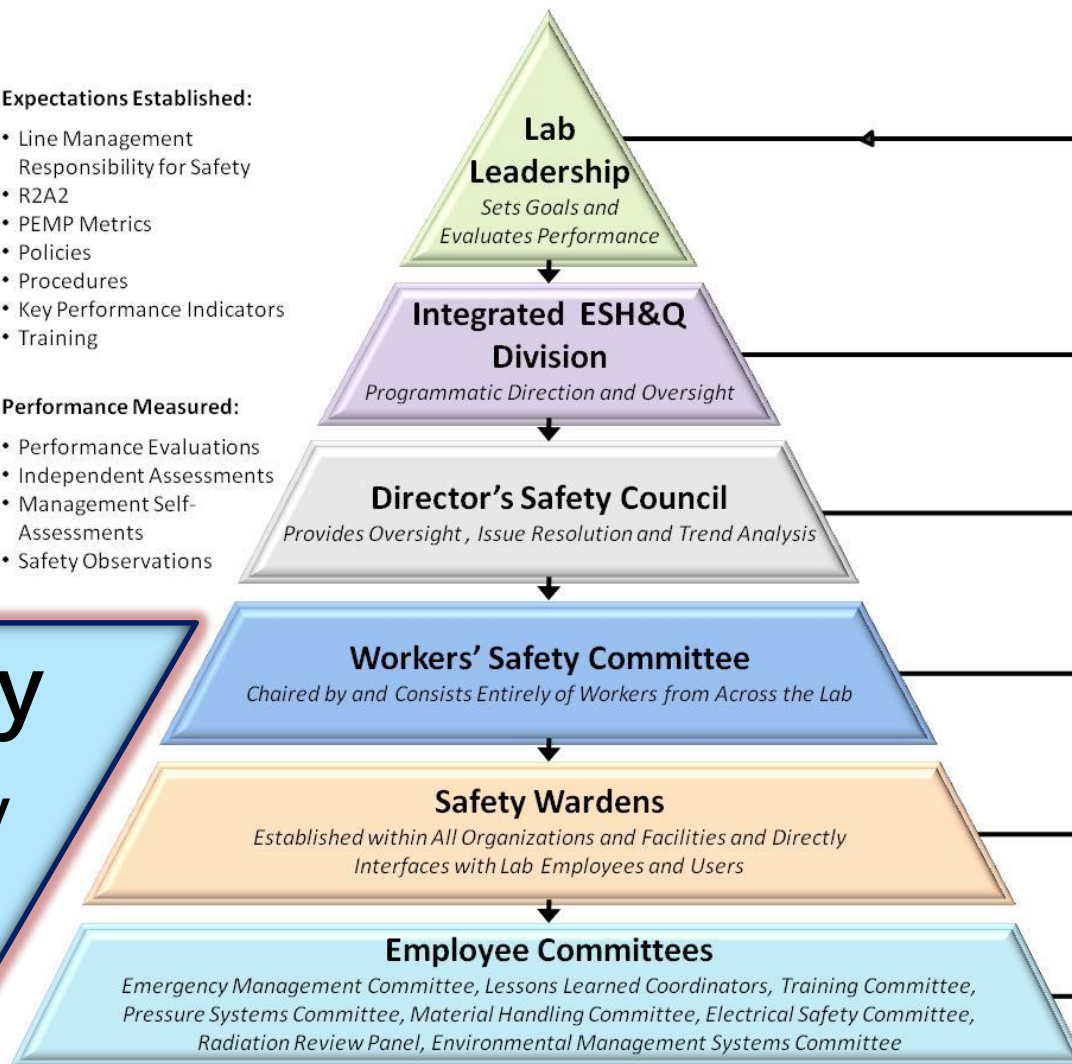 Expectations Established:
• Line Management
Responsibility for Safety
• R2A2
• PEMP Metrics
• Policies
• Procedures
• Key Performance Indicators
• Training
Performance Measured:
• Performance Evaluations
• Independent Assessments
• Management Self-
Assessments
• Safety Observations
Lab
Leadership
Sets Goals and
Evaluates Performance
Integrated ESH&Q
Division
Programmatic Direction and Oversight
Director’s Safety Council
Provides Oversight , Issue Resolution and Trend Analysis
Workers’ Safety Committee
Chaired by and Consists Entirely of Workers from Across the Lab
Safety Wardens
Established within All Organizations and Facilities and Directly
Interfaces with Lab Employees and Users
Employee Committees
Emergency Management Committee, Lessons Learned Coordinators, Training Committee,
Pressure Systems Committee, Material Handling Committee, Electrical Safety Committee,
Radiation Review Panel, Environmental Management Systems Committee